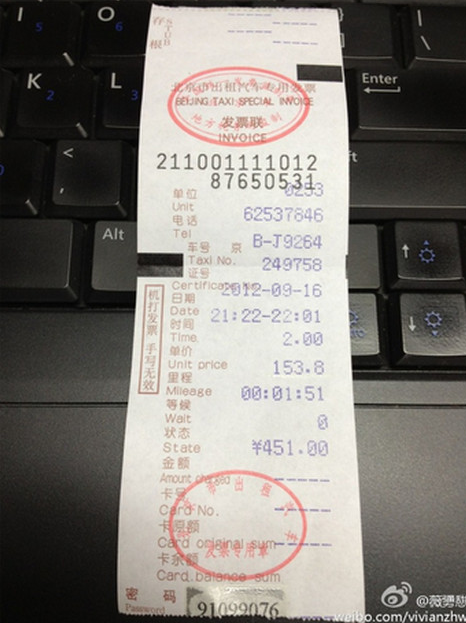 存
根
STUB
北京市出租汽车专用发票
BEIJING TAXI SPECIAL INVOICE
发票联
INVOICE
211001111012
87650531
单位 0253
Unit
电话 62537846
Tel
车号 京 B-J9264
Taxi No. 249758
证号
Certificate No. 2012-09-16
日期
Date 21:22-22:01
时间
Time 2.00
单价
Unit price 153.8
里程
Mileage 00:01:51
等候
Wait 0
状态
State ¥451.00
金额
Amount charged -----
卡号
Card No. -----
卡原额
Card original sum -----
卡余额
Card balance sum
密码
Password 91099076
机打发票 手写无效
发票专用章
I
O
K
L
Alt
Enter
weibo.com/vivianzhw